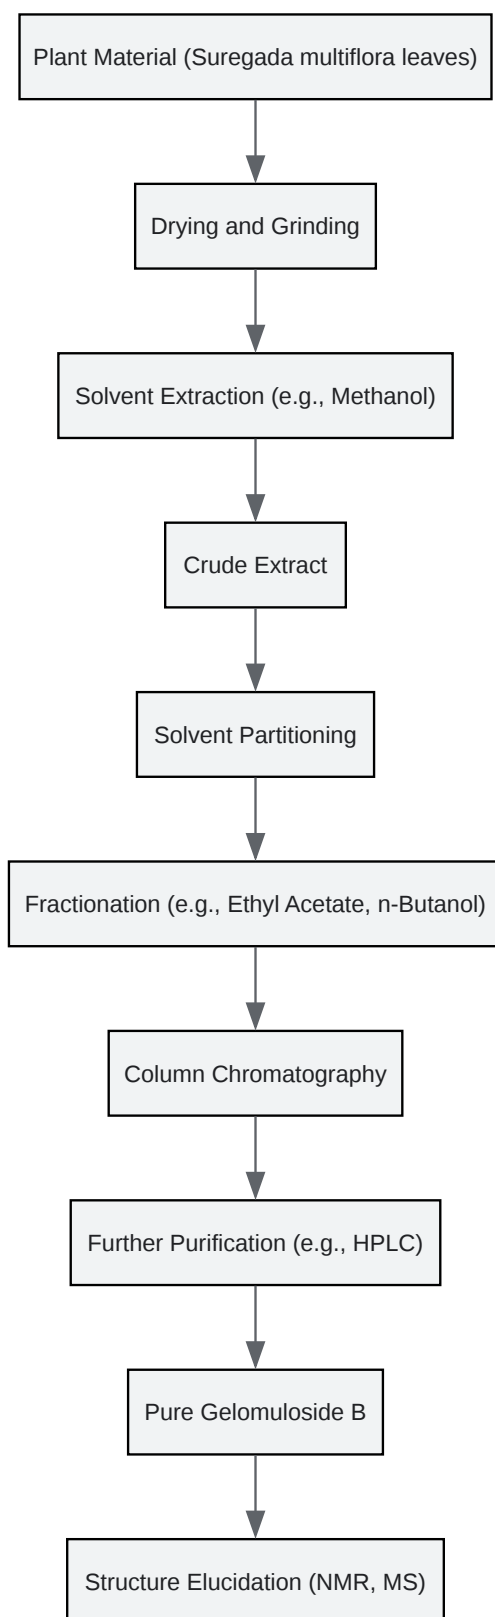 Plant Material (Suregada multiflora leaves)
Drying and Grinding
Solvent Extraction (e.g., Methanol)
Crude Extract
Solvent Partitioning
Fractionation (e.g., Ethyl Acetate, n-Butanol)
Column Chromatography
Further Purification (e.g., HPLC)
Pure Gelomuloside B
Structure Elucidation (NMR, MS)